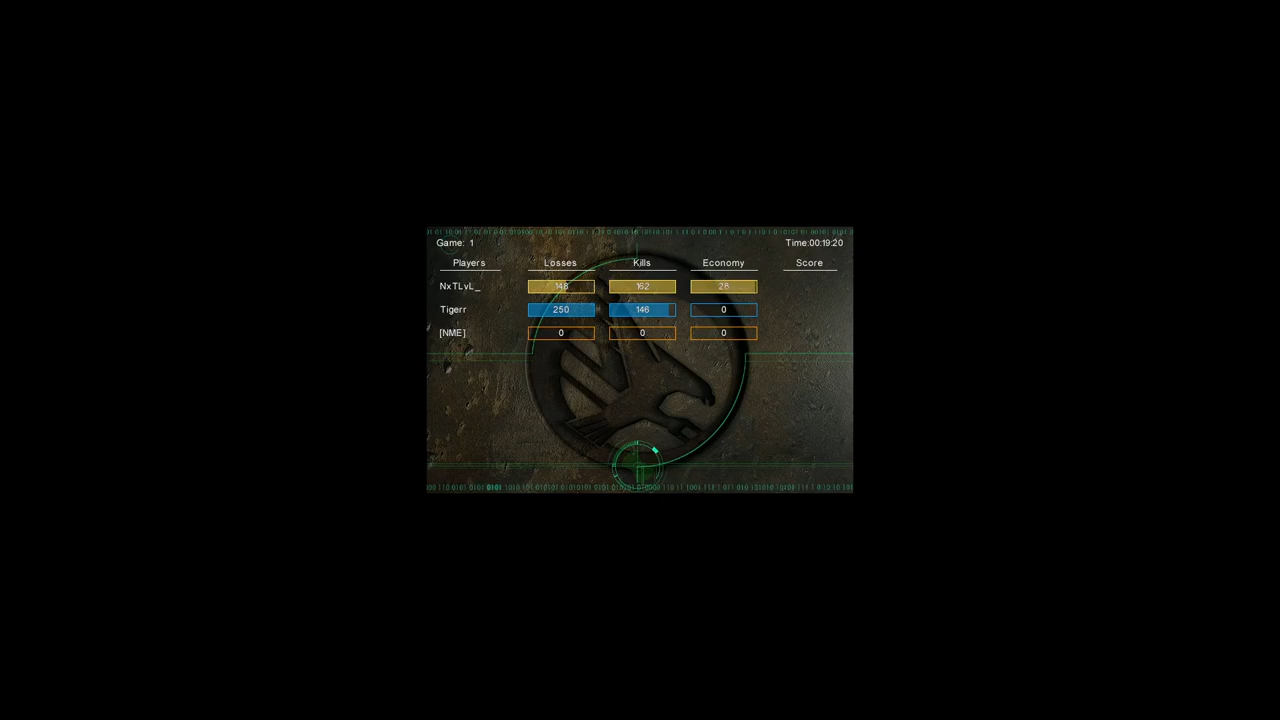 Game: 1 Time:00:19:20
Players Losses Kills Economy Score
NxTLvL_ 148 162 28
Tigerr 250 146 0
[NME] 0 0 0